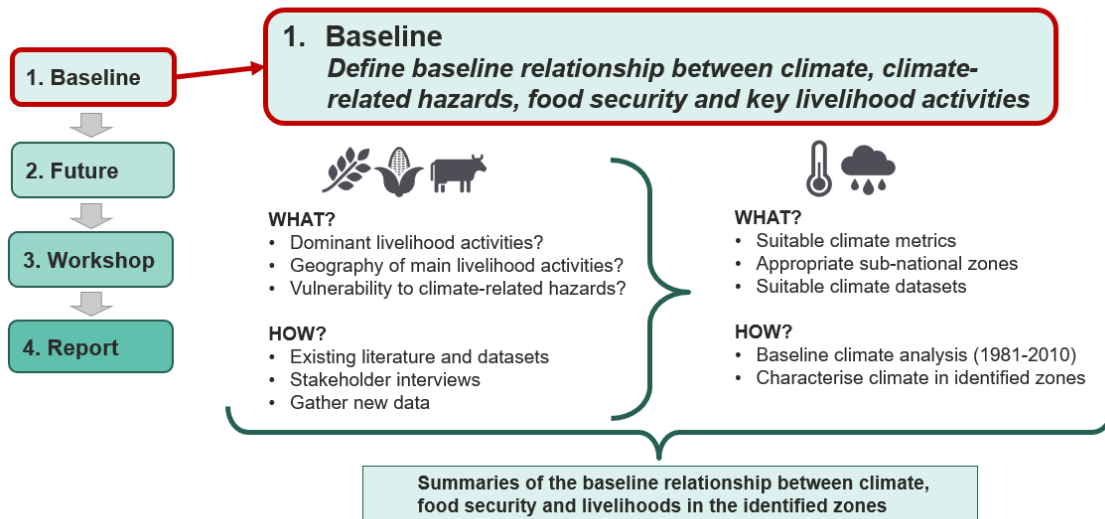 1. Baseline
2. Future
3. Workshop
4. Report
1. Baseline
Define baseline relationship between climate, climate-
related hazards, food security and key livelihood activities
WHAT?
• Dominant livelihood activities?
• Geography of main livelihood activities?
• Vulnerability to climate-related hazards?
HOW?
• Existing literature and datasets
• Stakeholder interviews
• Gather new data
WHAT?
• Suitable climate metrics
• Appropriate sub-national zones
• Suitable climate datasets
HOW?
• Baseline climate analysis (1981-2010)
• Characterise climate in identified zones
Summaries of the baseline relationship between climate,
food security and livelihoods in the identified zones